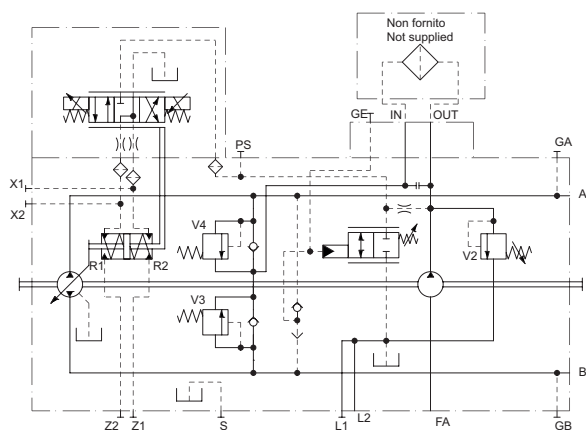 Non fornito
Not supplied
GE
IN
OUT
PS
GA
X1
A
X2
V4
V2
R1
R2
V3
B
Z2
Z1
S
L1
L2
FA
GB